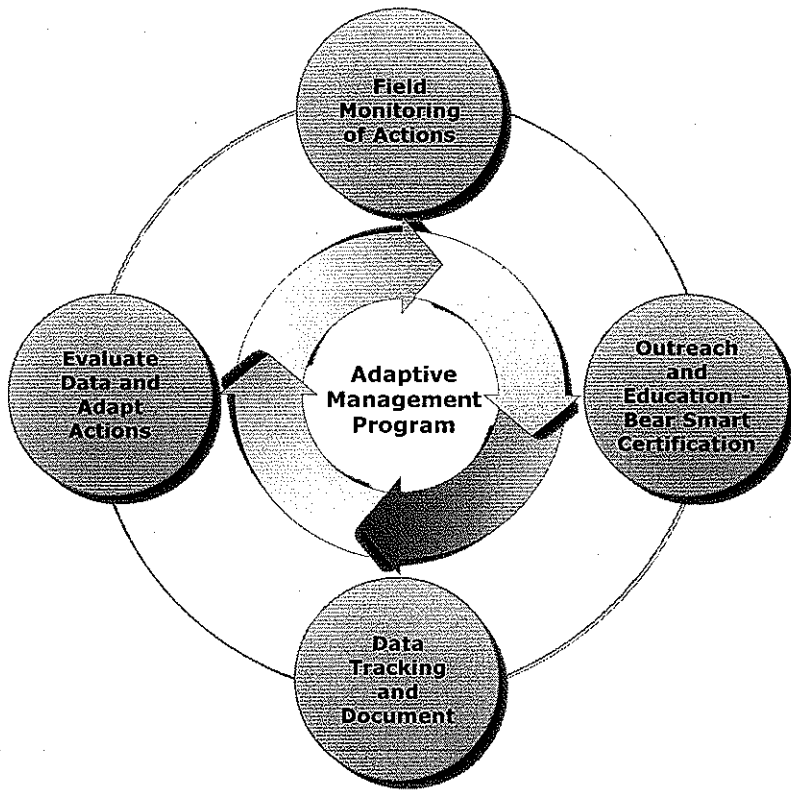 Field
Monitoring
of Actions
Evaluate
Data and
Adapt
Actions
Adaptive
Management
Program
Outreach
and
Education -
Bear Smart
Certification
Data
Tracking
and
Document